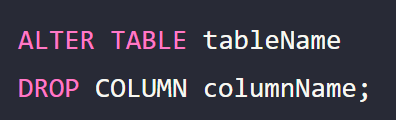 ALTER TABLE tableName
DROP COLUMN columnName;